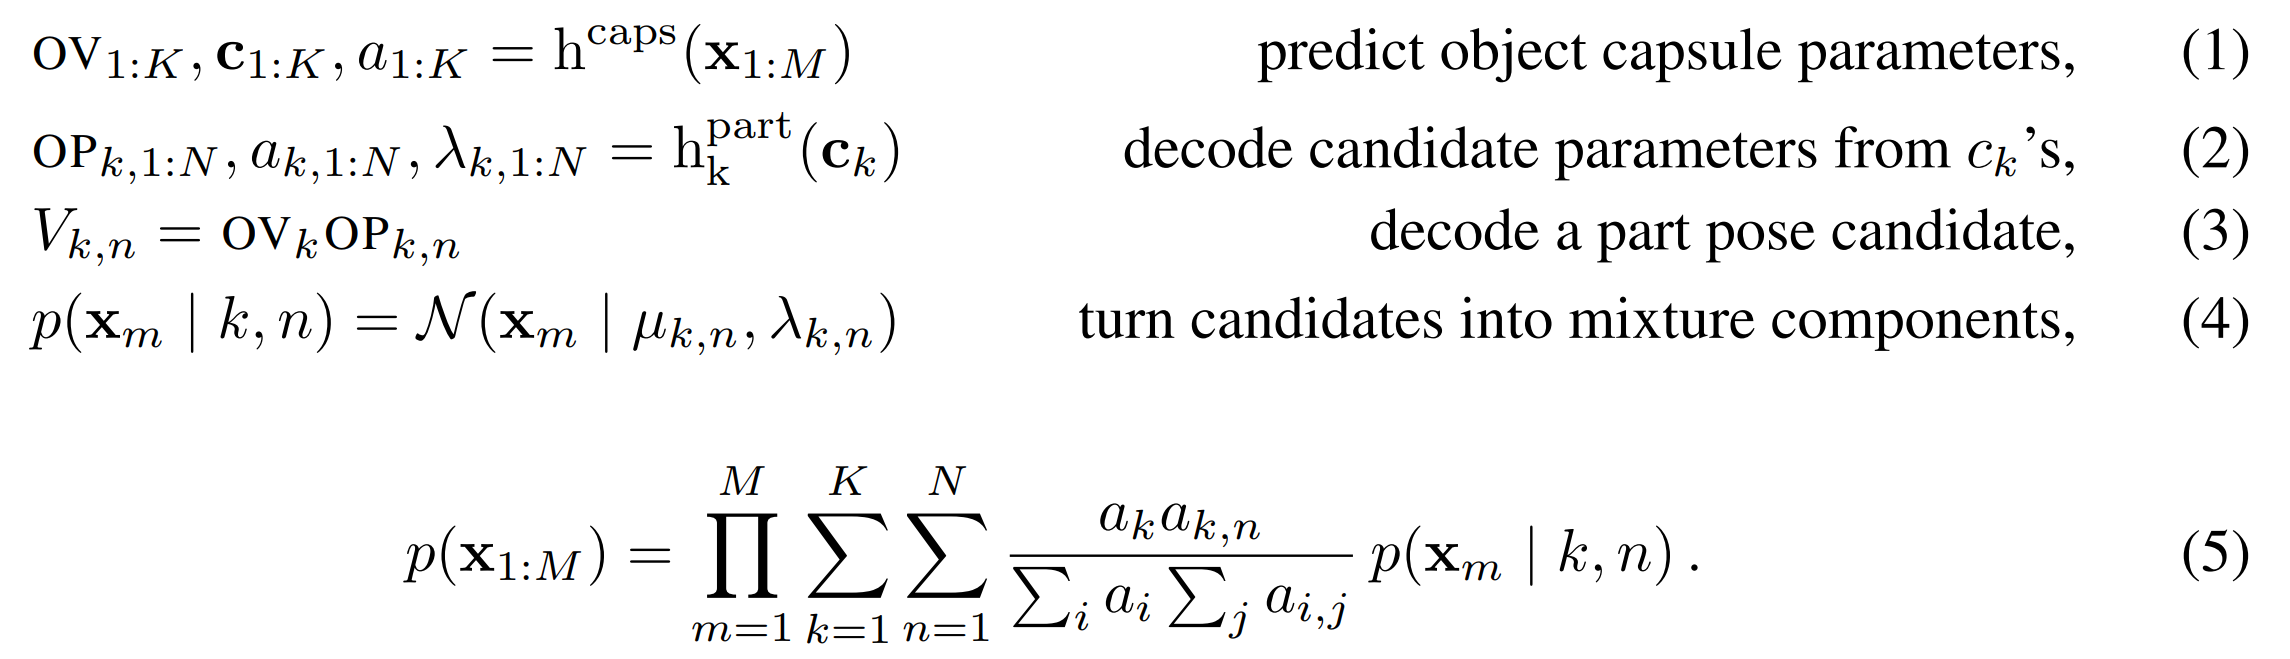 OV_{1:K}, c_{1:K}, a_{1:K} = h^{caps}(x_{1:M}) predict object capsule parameters, (1)
OP_{k,1:N}, a_{k,1:N}, λ_{k,1:N} = h_k^{part}(c_k) decode candidate parameters from c_k's, (2)
V_{k,n} = OV_k OP_{k,n} decode a part pose candidate, (3)
p(x_m | k, n) = 𝒩(x_m | μ_{k,n}, λ_{k,n}) turn candidates into mixture components, (4)
p(x_{1:M}) = ∏_{m=1}^{M} ∑_{k=1}^{K} ∑_{n=1}^{N} \frac{a_k a_{k,n}}{∑_i a_i ∑_j a_{i,j}} p(x_m | k, n) . (5)